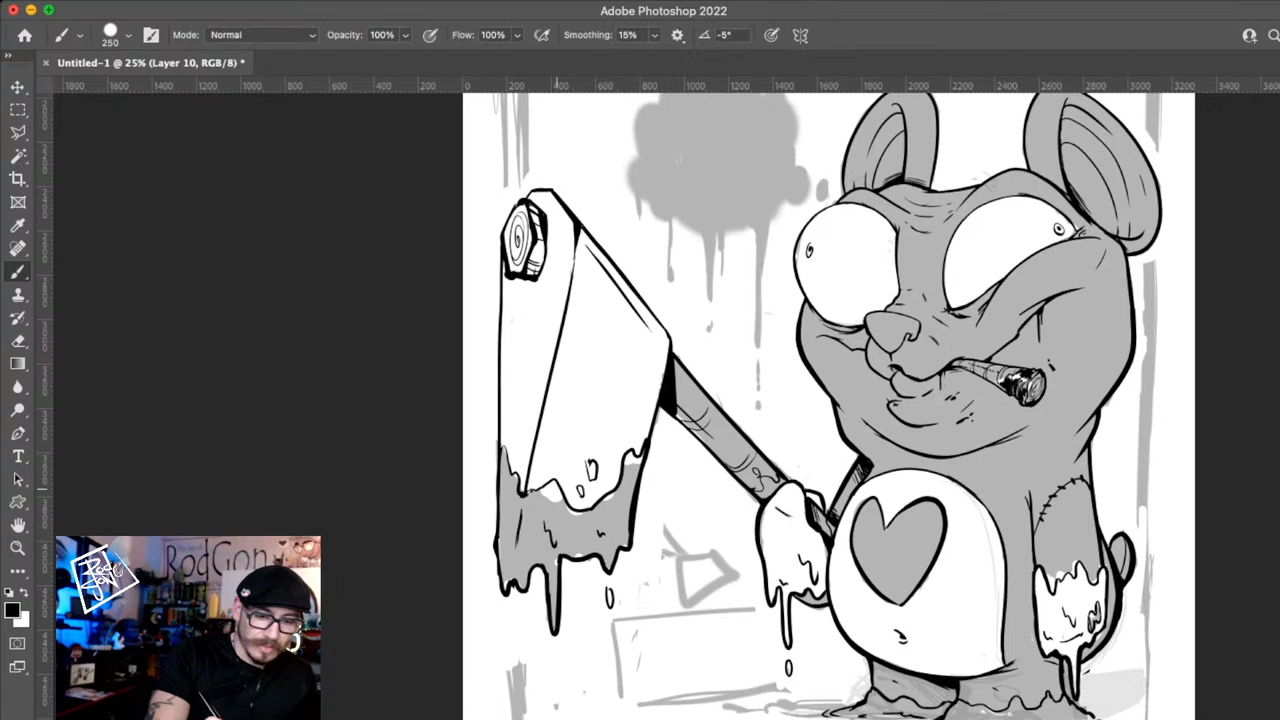 Adobe Photoshop 2022
250
Mode: Normal
Opacity: 100%
Flow: 100%
Smoothing: 15%
-5°
Untitled-1 @ 25% (Layer 10, RGB/8) *
1800 1600 1400 1200 1000 800 600 400 200 0 200 400 600 800 1000 1200 1400 1600 1800 2000 2200 2400 2600 2800 3000 3200 3400
RodGon